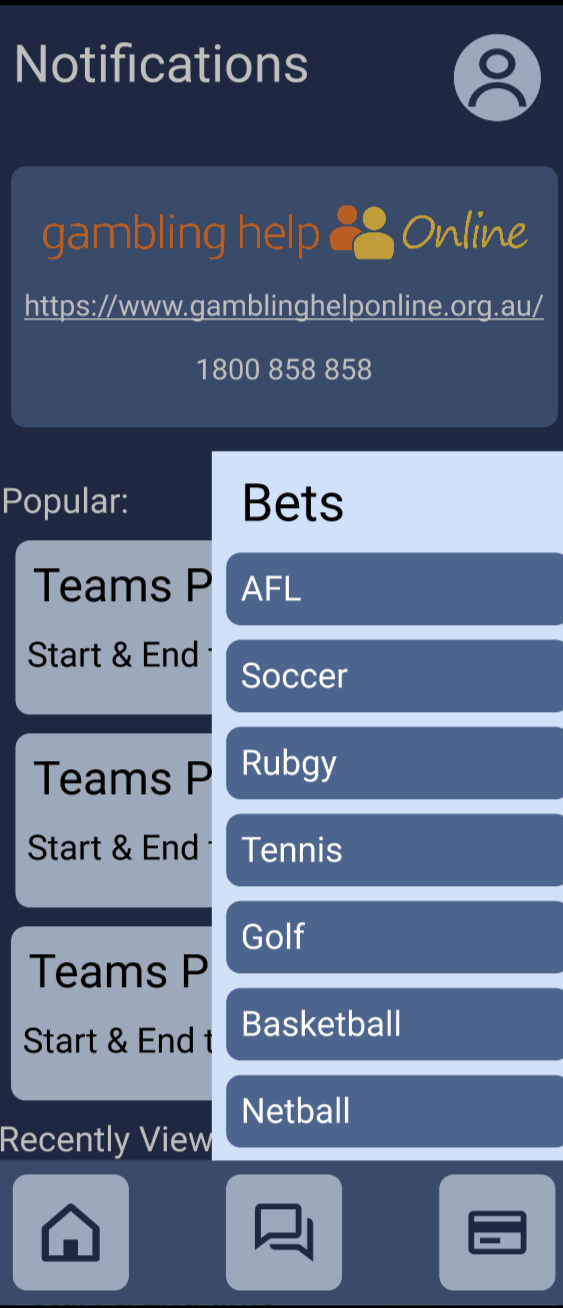 Notifications
gambling help Online
https://www.gamblinghelponline.org.au/
1800 858 858
Popular:
Teams P
Start & End
Teams P
Start & End
Teams P
Start & End t
Recently View
Bets
AFL
Soccer
Rubgy
Tennis
Golf
Basketball
Netball